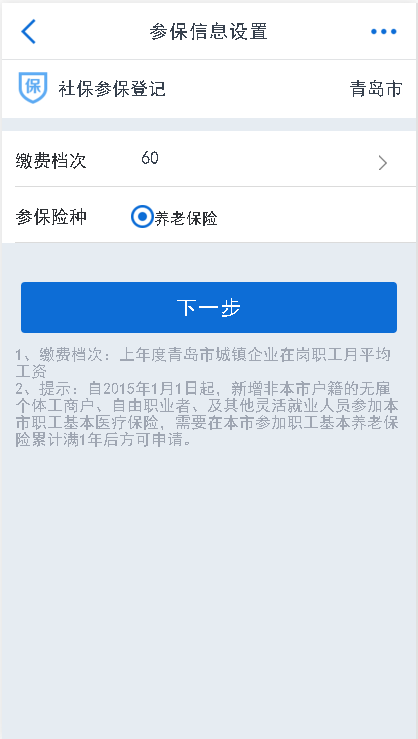 参保信息设置
保 社保参保登记 青岛市
缴费档次 60
参保险种 养老保险
下一步
1、缴费档次：上年度青岛市城镇企业在岗职工月平均
工资
2、提示：自2015年1月1日起，新增非本市户籍的无雇
个体工商户、自由职业者、及其他灵活就业人员参加本
市职工基本医疗保险，需要在本市参加职工基本养老保
险累计满1年后方可申请。